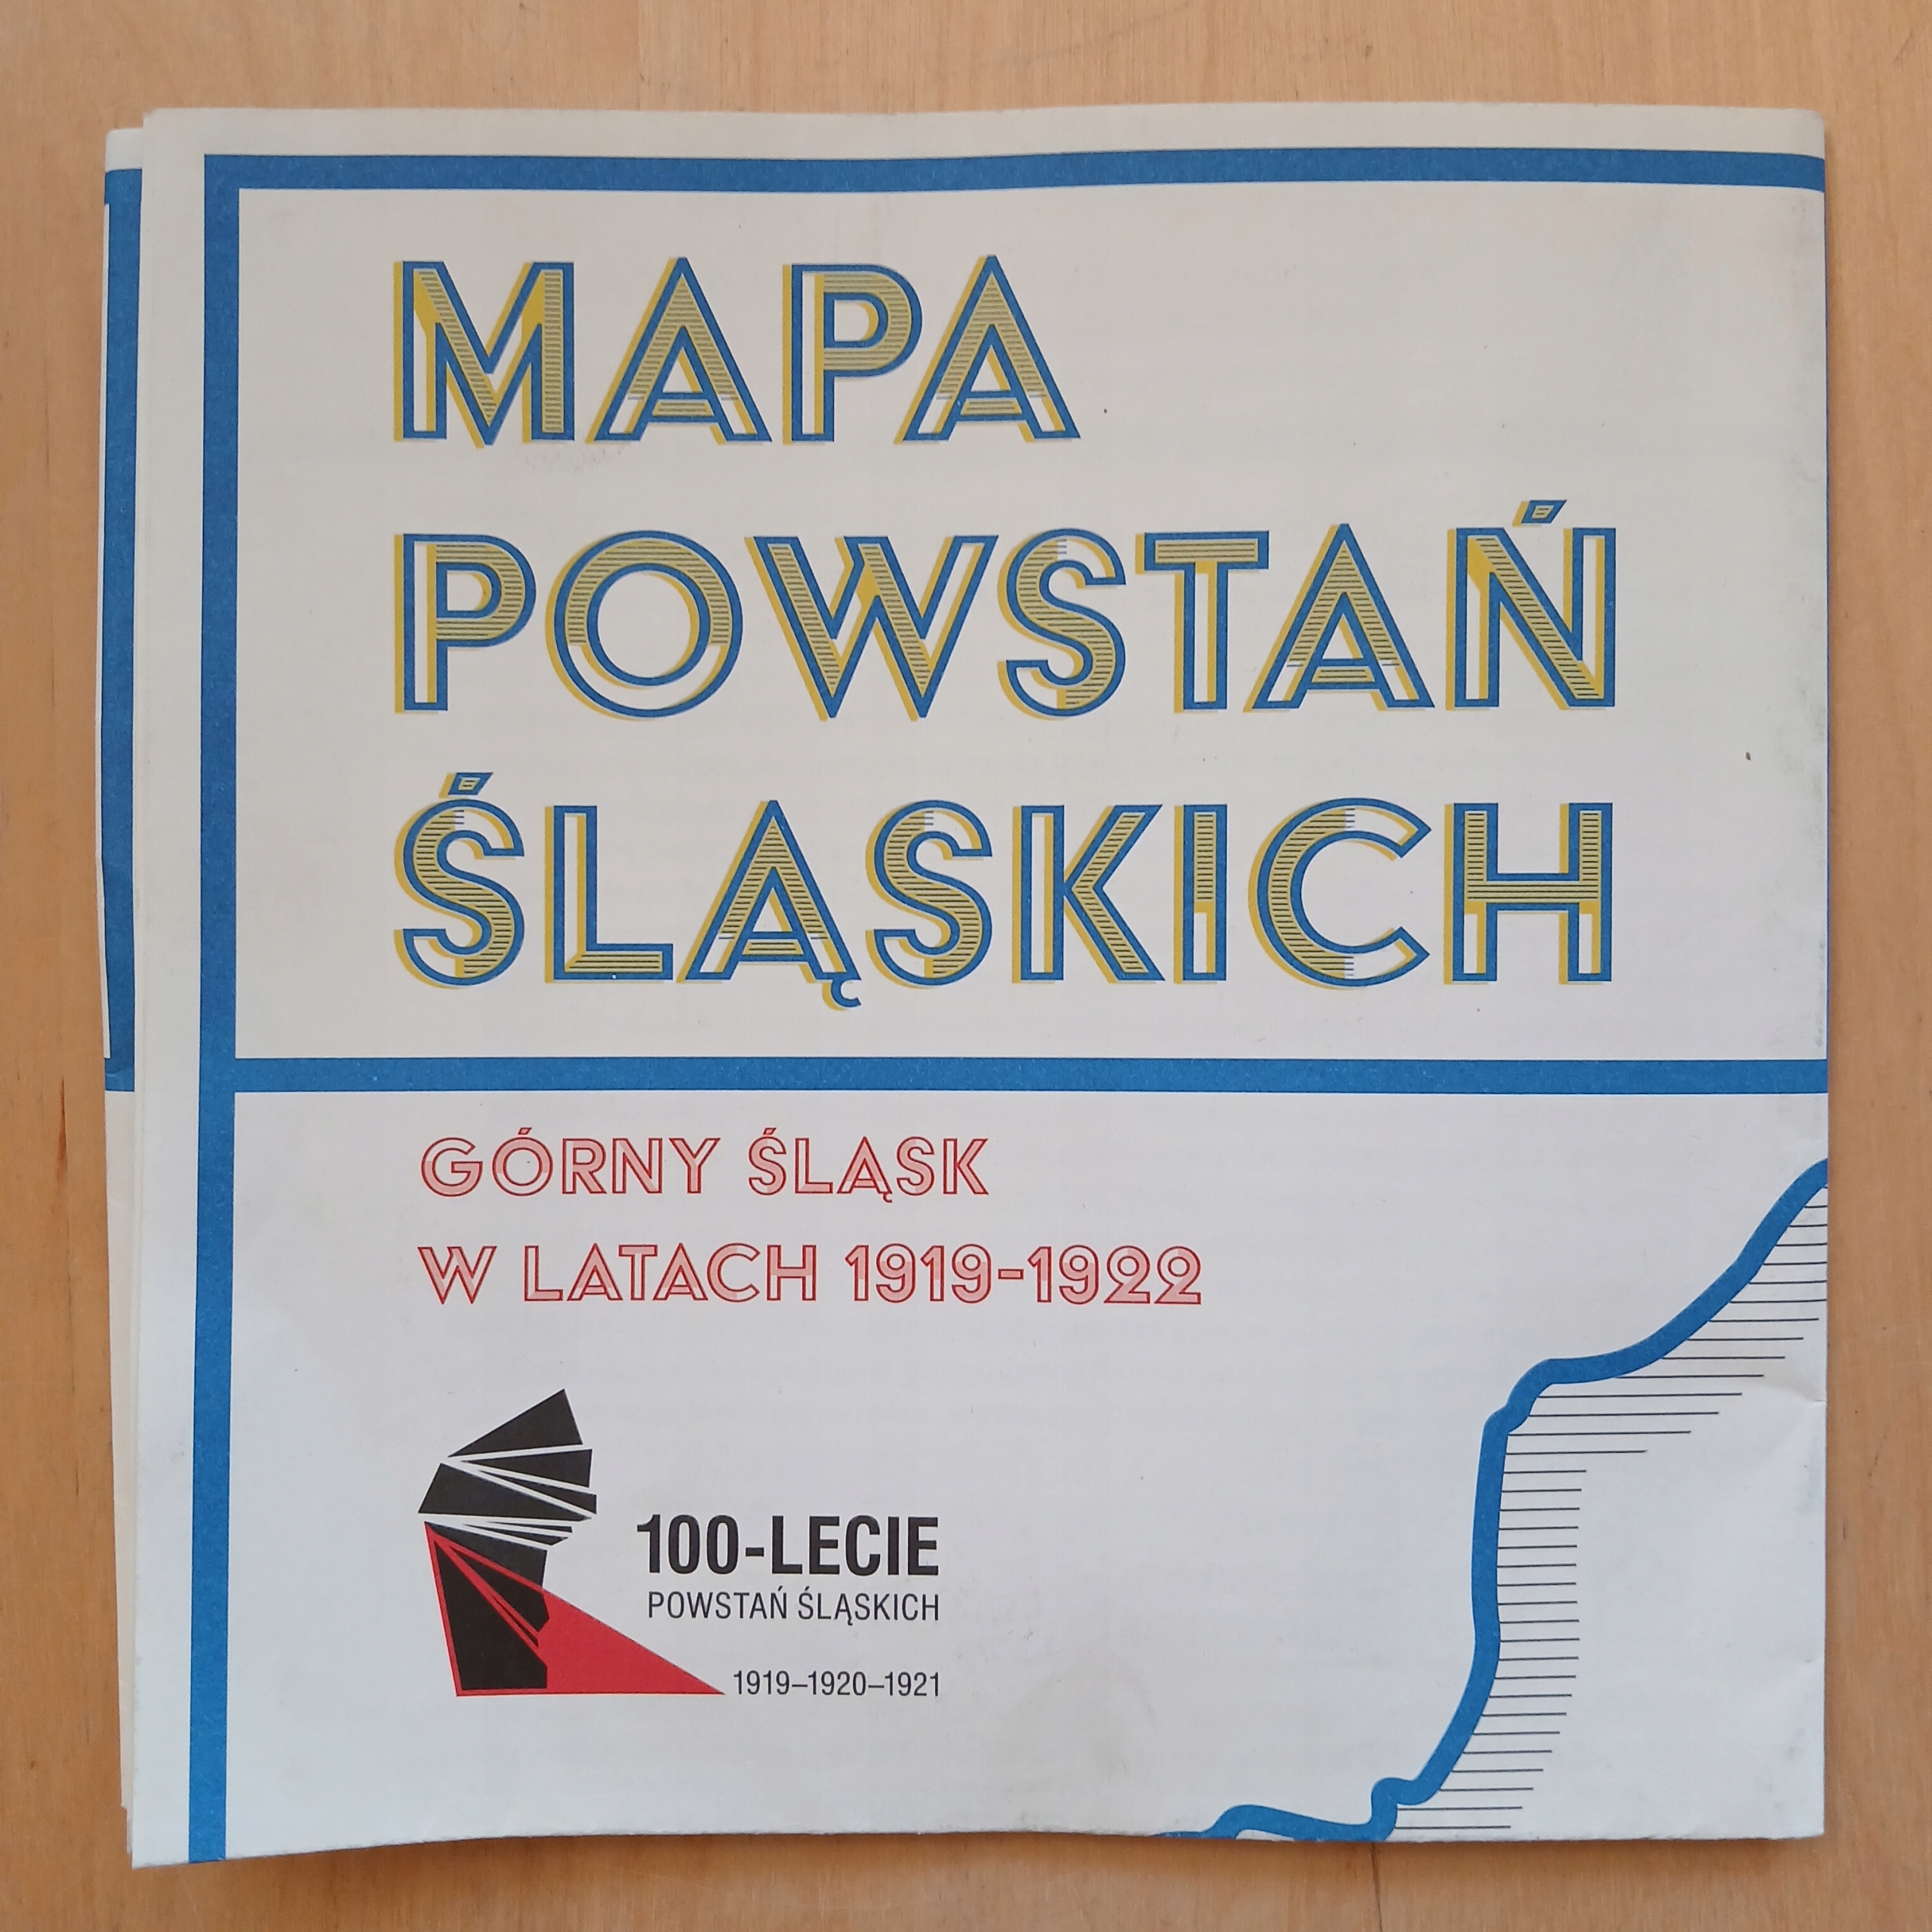 MAPA
POWSTAŃ
ŚLĄSKICH
GÓRNY ŚLĄSK
W LATACH 1919-1922
100-LECIE
POWSTAŃ ŚLĄSKICH
1919–1920–1921